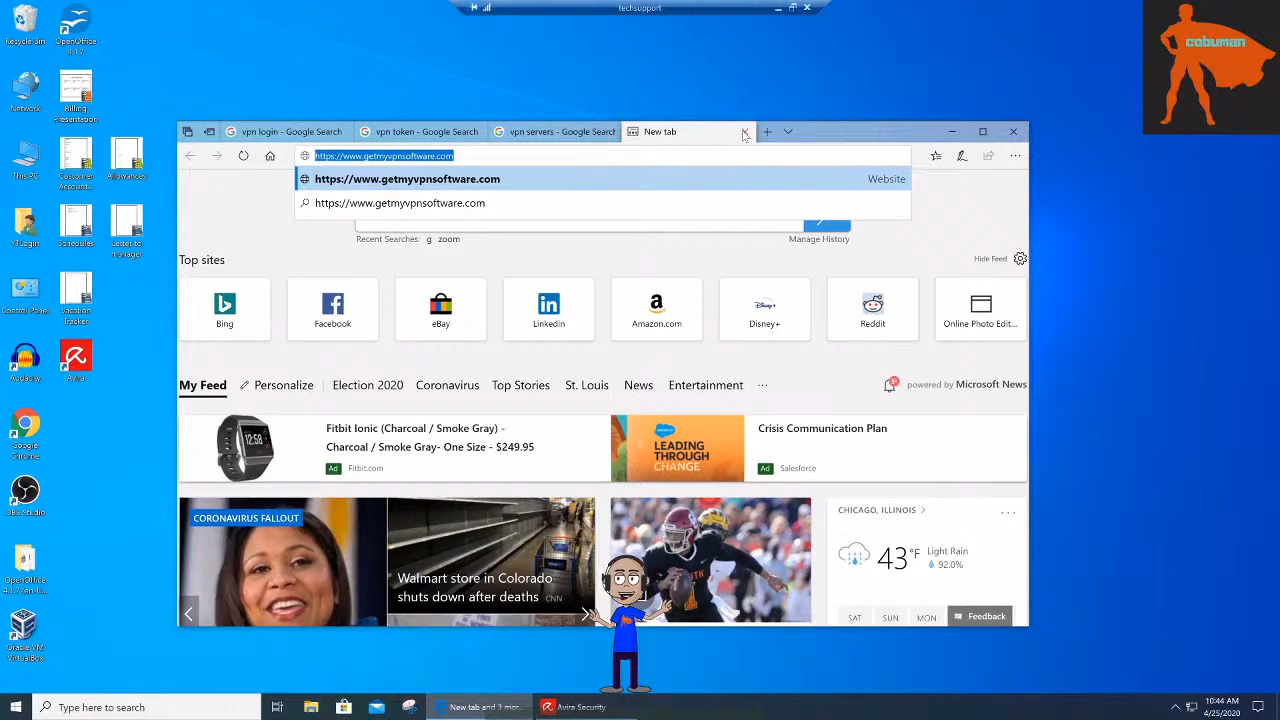 techsupport
cobuman
Recycle Bin
OpenOffice
4.1.7
Network
Billing
Presentation
This PC
Customer
Account...
Allowances
YTLogin
Schedules
Letter to
manager
Control Panel
Vacation
Tracker
Audacity
Avira
Google
Chrome
OBS Studio
OpenOffice
Oracle VM
VirtualBox
vpn login - Google Search
vpn token - Google Search
vpn servers - Google Search
New tab
https://www.getmyvpnsoftware.com
https://www.getmyvpnsoftware.com
Website
https://www.getmyvpnsoftware.com
Recent Searches: g zoom
Manage History
Top sites
Hide Feed
Bing
Facebook
eBay
Linkedin
Amazon.com
Disney+
Reddit
Online Photo Edit...
My Feed
Personalize
Election 2020
Coronavirus
Top Stories
St. Louis
News
Entertainment
powered by Microsoft News
Fitbit Ionic (Charcoal / Smoke Gray) -
Charcoal / Smoke Gray- One Size - $249.95
Ad Fitbit.com
12:58
LEADING
THROUGH
CHANGE
Crisis Communication Plan
Ad Salesforce
CORONAVIRUS FALLOUT
Walmart store in Colorado
shuts down after deaths CNN
CHICAGO, ILLINOIS
43°F
Light Rain
92.0%
SAT SUN MON
Feedback
Type here to search
New tab and 3 mor...
Avira Security
10:44 AM
4/25/2020